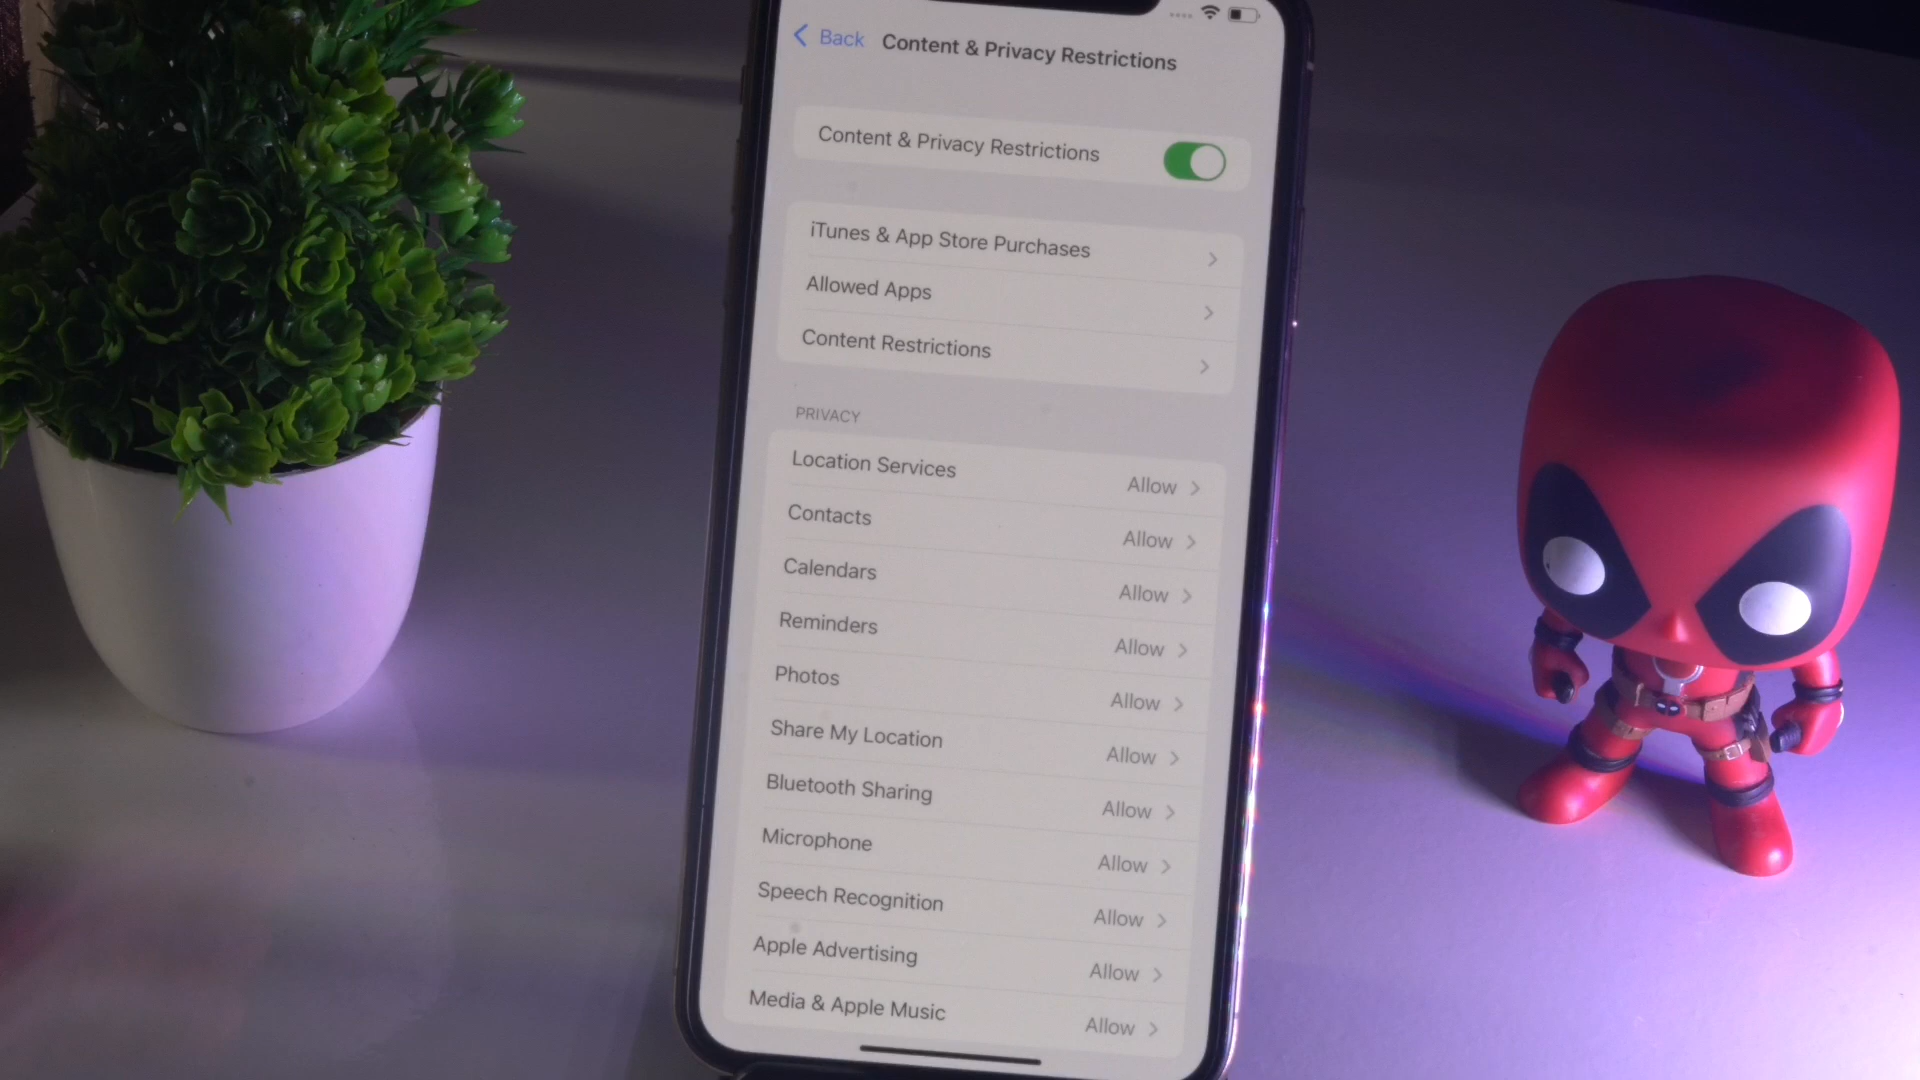 Back Content & Privacy Restrictions
Content & Privacy Restrictions
iTunes & App Store Purchases
Allowed Apps
Content Restrictions
PRIVACY
Location Services Allow
Contacts Allow
Calendars Allow
Reminders Allow
Photos Allow
Share My Location Allow
Bluetooth Sharing Allow
Microphone Allow
Speech Recognition Allow
Apple Advertising Allow
Media & Apple Music Allow